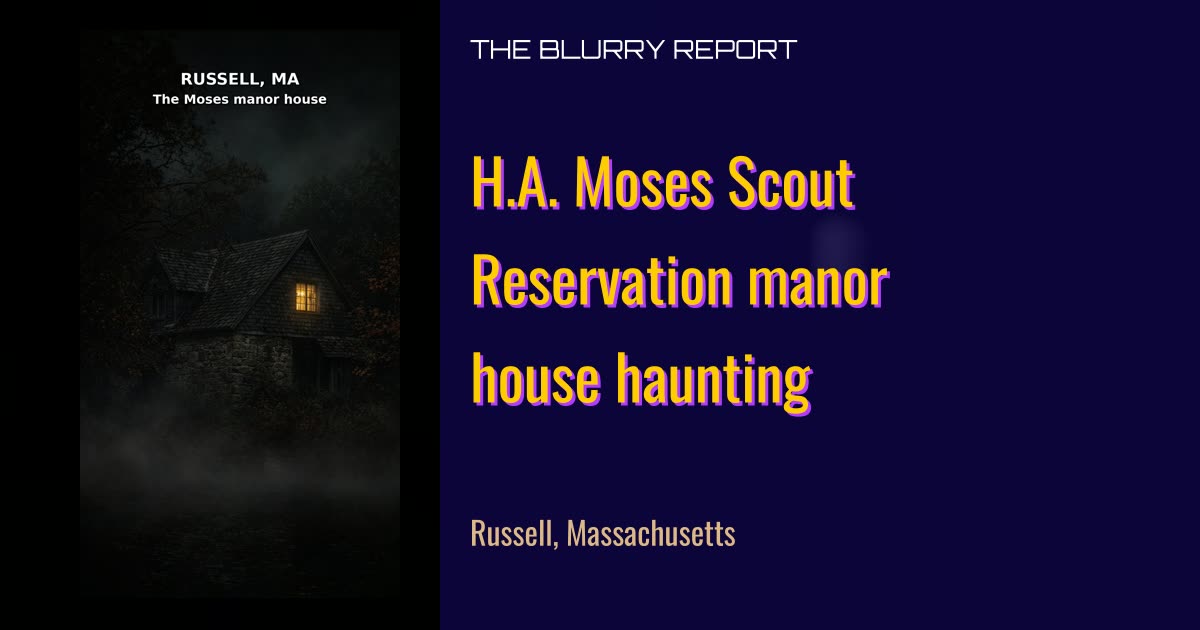 RUSSELL, MA
The Moses manor house
THE BLURRY REPORT
H.A. Moses Scout
Reservation manor
house haunting
Russell, Massachusetts